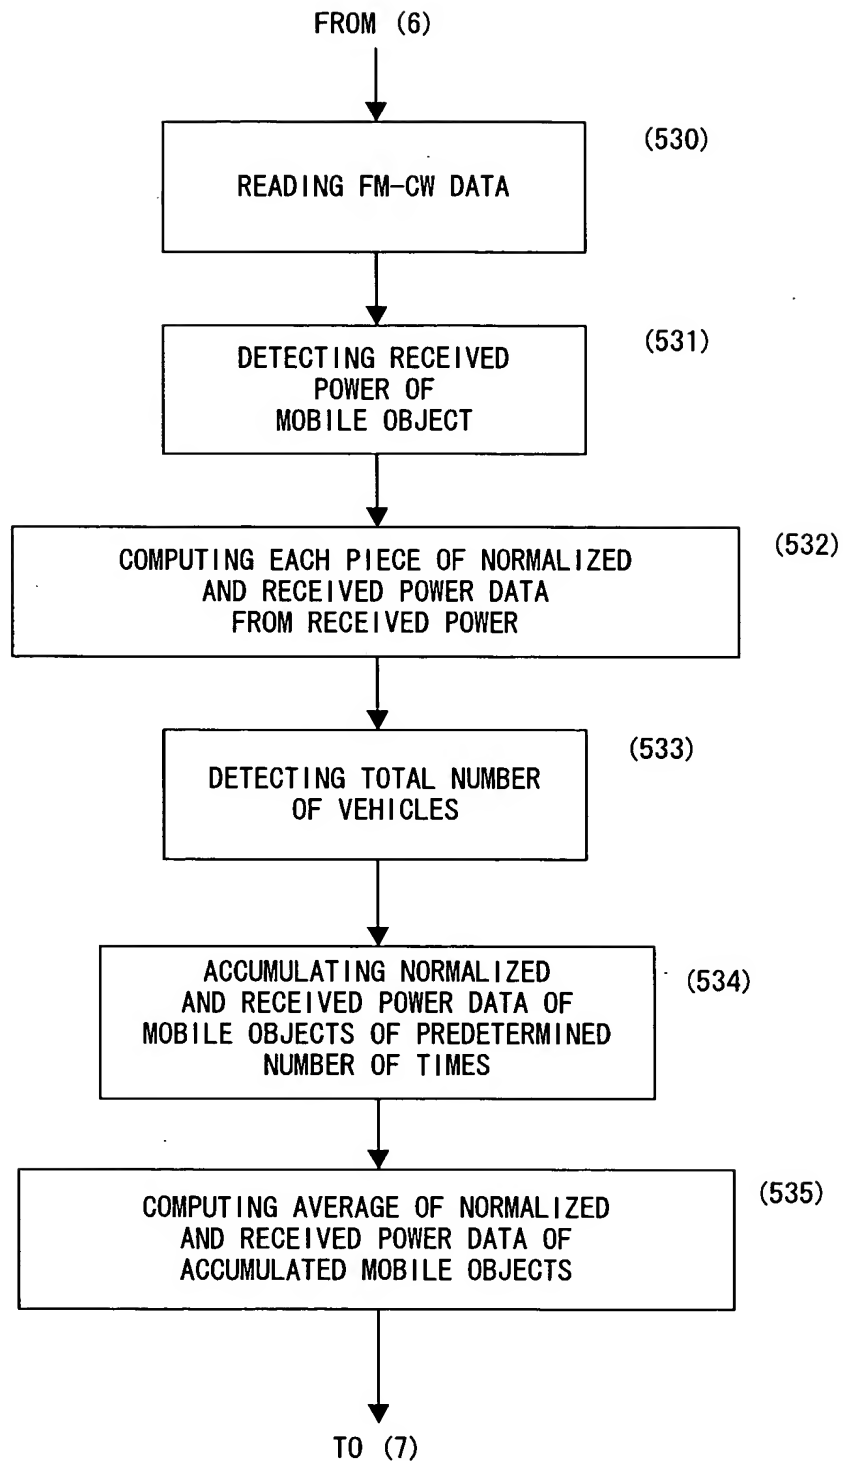 FROM (6)
(530)
READING FM-CW DATA
(531)
DETECTING RECEIVED
POWER OF
MOBILE OBJECT
(532)
COMPUTING EACH PIECE OF NORMALIZED
AND RECEIVED POWER DATA
FROM RECEIVED POWER
(533)
DETECTING TOTAL NUMBER
OF VEHICLES
(534)
ACCUMULATING NORMALIZED
AND RECEIVED POWER DATA OF
MOBILE OBJECTS OF PREDETERMINED
NUMBER OF TIMES
(535)
COMPUTING AVERAGE OF NORMALIZED
AND RECEIVED POWER DATA OF
ACCUMULATED MOBILE OBJECTS
TO (7)